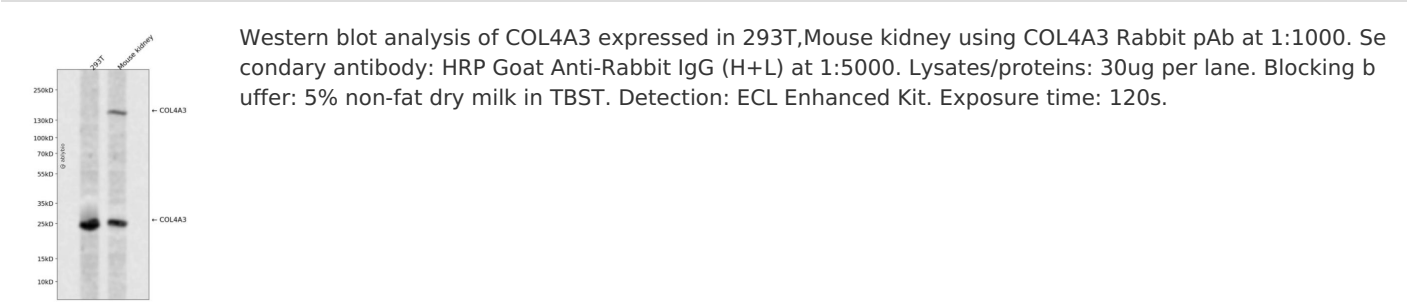 Western blot analysis of COL4A3 expressed in 293T,Mouse kidney using COL4A3 Rabbit pAb at 1:1000. Se
condary antibody: HRP Goat Anti-Rabbit IgG (H+L) at 1:5000. Lysates/proteins: 30ug per lane. Blocking b
uffer: 5% non-fat dry milk in TBST. Detection: ECL Enhanced Kit. Exposure time: 120s.
293T
Mouse kidney
250kD
130kD
100kD
70kD
55kD
35kD
25kD
15kD
10kD
← COL4A3
← COL4A3